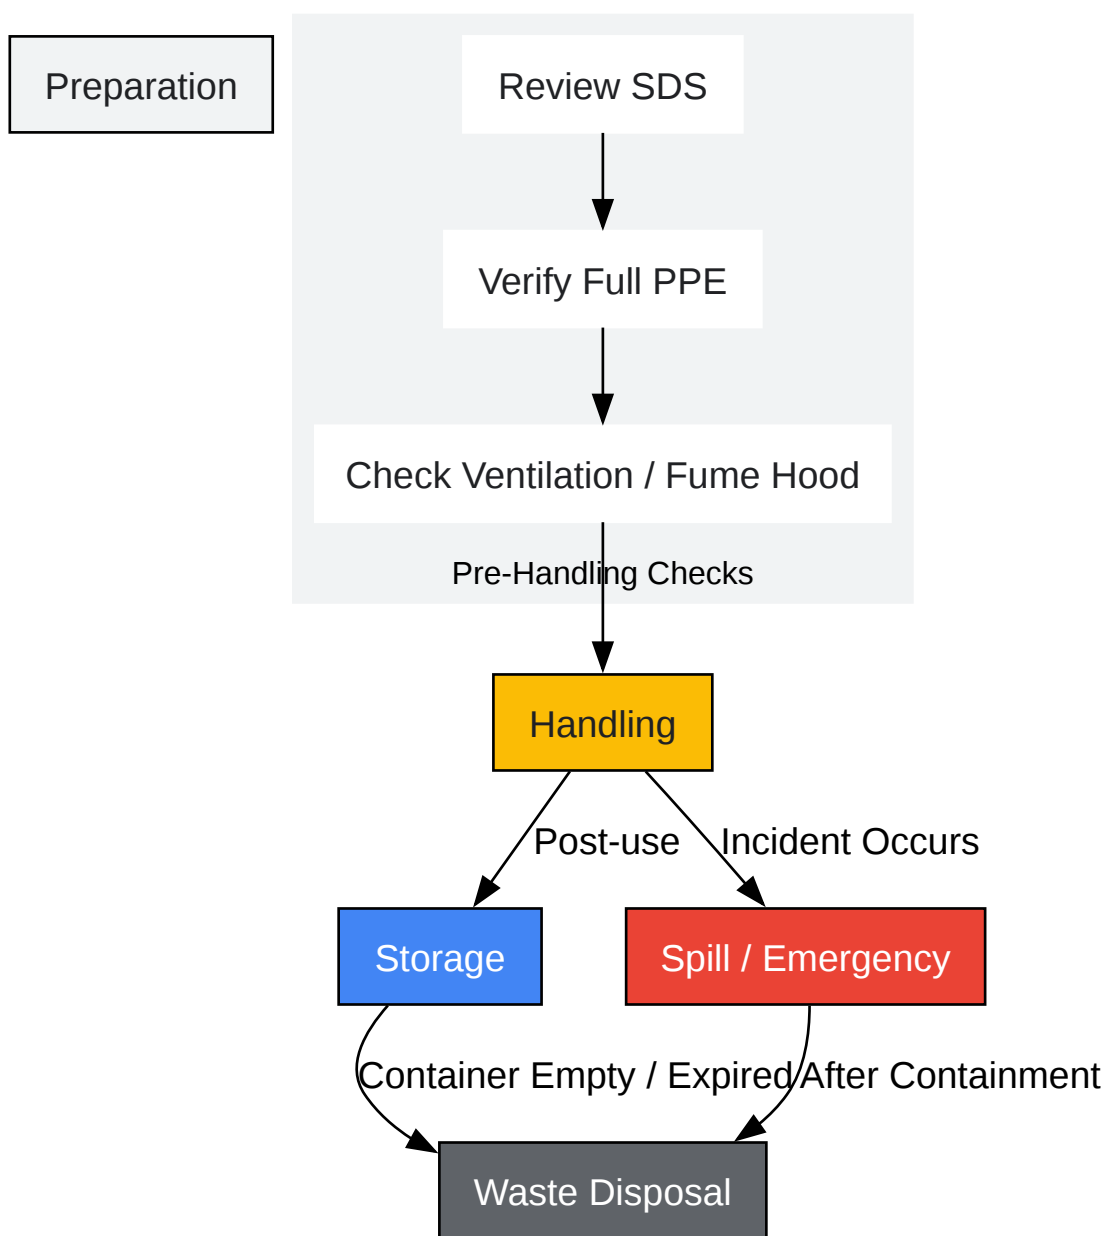 Preparation
Review SDS
Verify Full PPE
Check Ventilation / Fume Hood
Pre-Handling Checks
Handling
Post-use
Incident Occurs
Storage
Spill / Emergency
Container Empty / Expired
After Containment
Waste Disposal